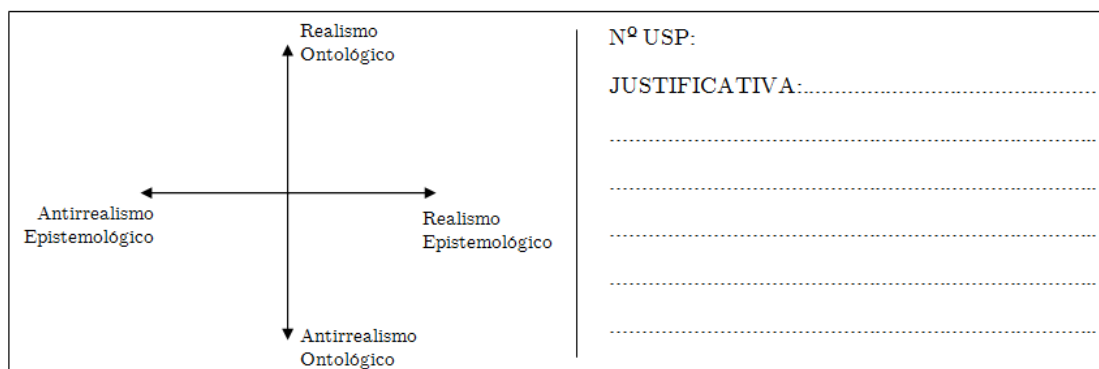 Realismo
Ontológico
Antirrealismo
Epistemológico
Realismo
Epistemológico
Antirrealismo
Ontológico
Nº USP:
JUSTIFICATIVA:................................................
................................................................................
................................................................................
................................................................................
................................................................................
................................................................................